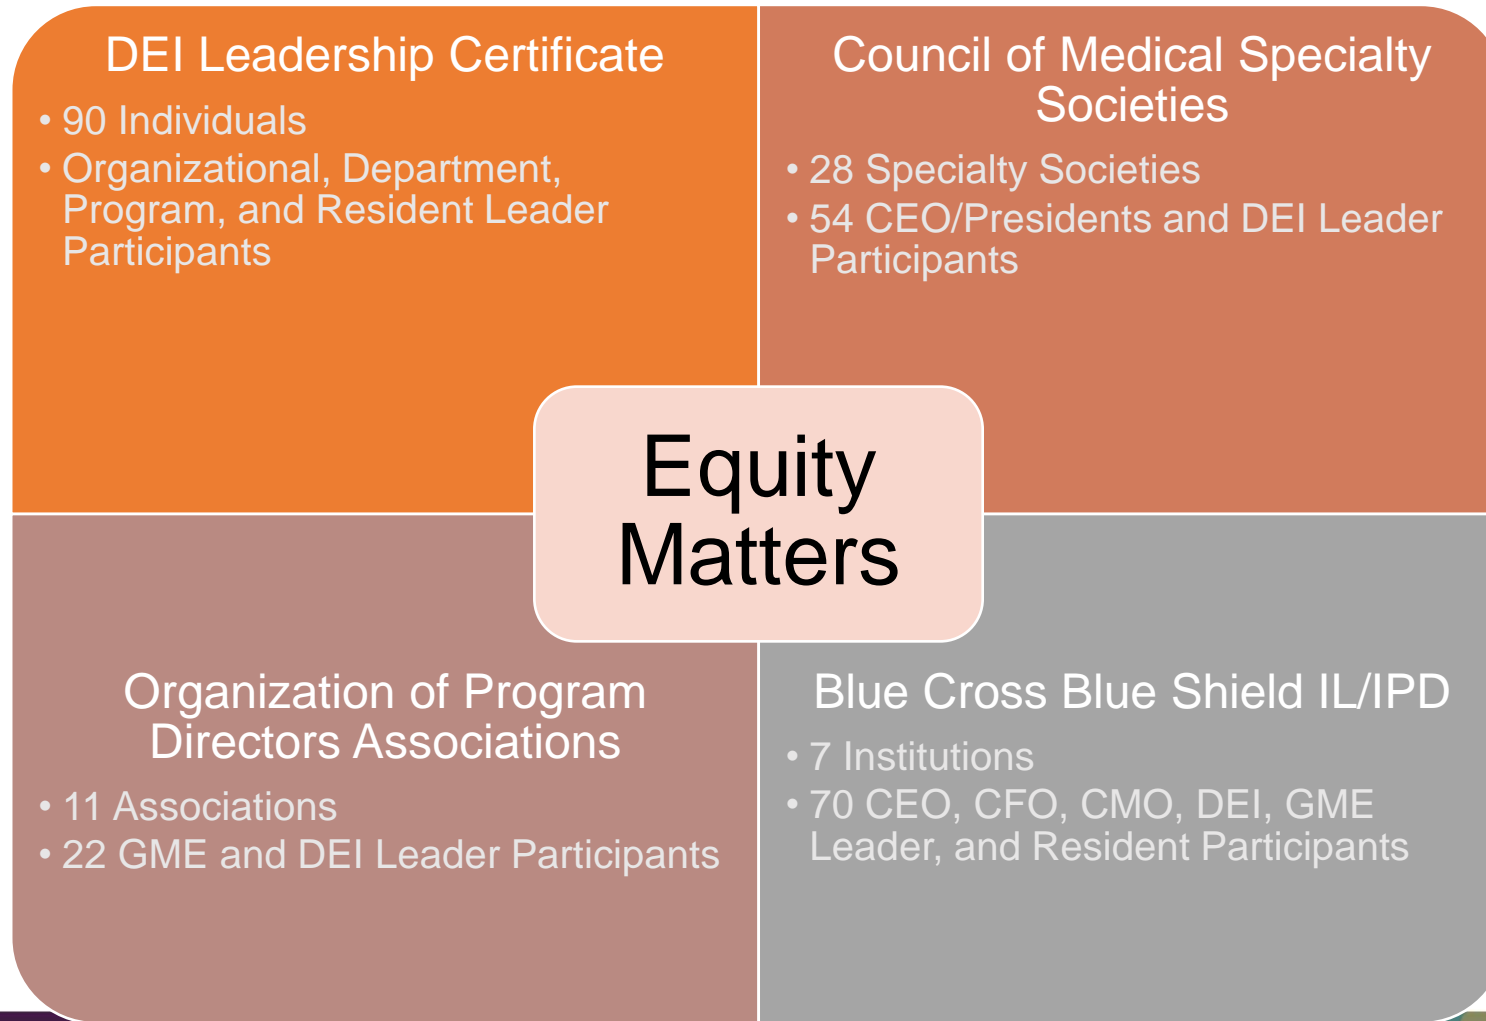 DEI Leadership Certificate
• 90 Individuals
• Organizational, Department,
Program, and Resident Leader
Participants
Council of Medical Specialty
Societies
• 28 Specialty Societies
• 54 CEO/Presidents and DEI Leader
Participants
Equity
Matters
Organization of Program
Directors Associations
• 11 Associations
• 22 GME and DEI Leader Participants
Blue Cross Blue Shield IL/IPD
• 7 Institutions
• 70 CEO, CFO, CMO, DEI, GME
Leader, and Resident Participants